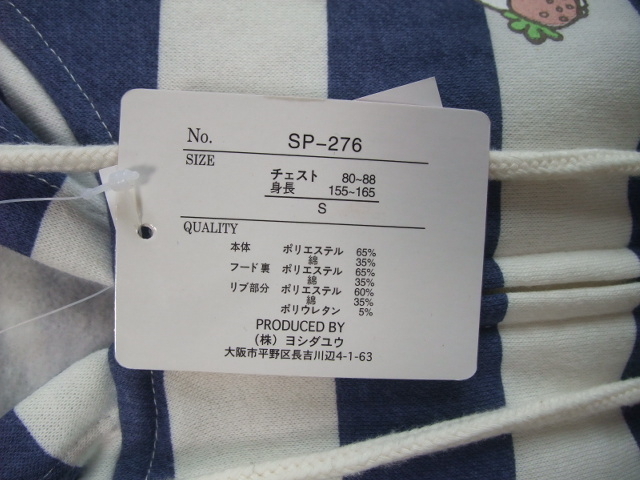 No. SP-276
SIZE
チェスト 80~88
身長 155~165
S
QUALITY
本体 ポリエステル 65%
綿 35%
フード裏 ポリエステル 65%
綿 35%
リブ部分 ポリエステル 60%
綿 35%
ポリウレタン 5%
PRODUCED BY
(株) ヨシダユウ
大阪市平野区長吉川辺4-1-63